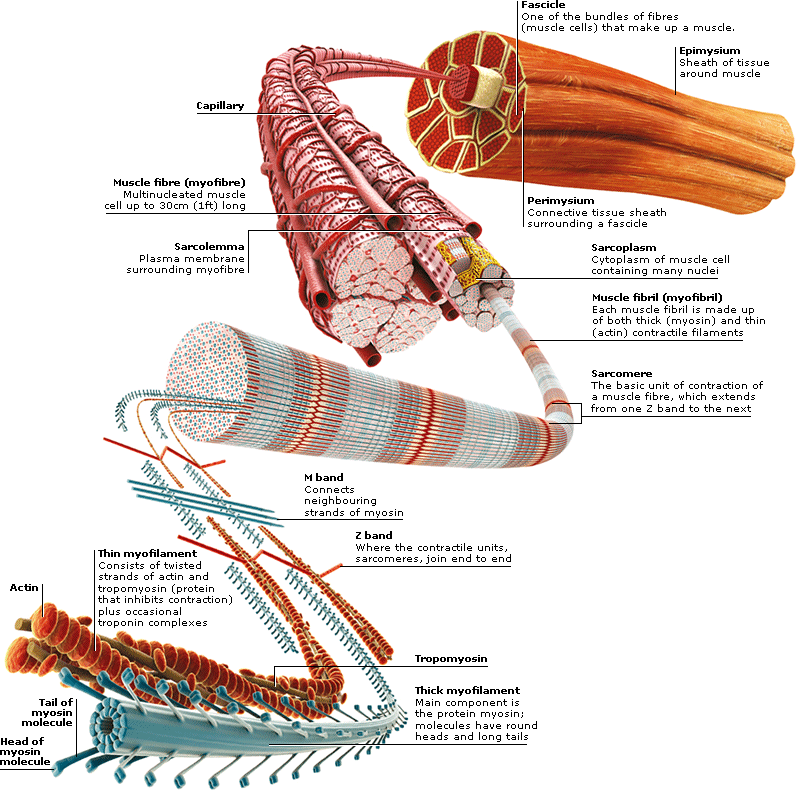 Fascicle
One of the bundles of fibres
(muscle cells) that make up a muscle.
Epimysium
Sheath of tissue
around muscle
Capillary
Muscle fibre (myofibre)
Multinucleated muscle
cell up to 30cm (1ft) long
Perimysium
Connective tissue sheath
surrounding a fascicle
Sarcolemma
Plasma membrane
surrounding myofibre
Sarcoplasm
Cytoplasm of muscle cell
containing many nuclei
Muscle fibril (myofibril)
Each muscle fibril is made up
of both thick (myosin) and thin
(actin) contractile filaments
Sarcomere
The basic unit of contraction of
a muscle fibre, which extends
from one Z band to the next
M band
Connects
neighbouring
strands of myosin
Z band
Where the contractile units,
sarcomeres, join end to end
Thin myofilament
Consists of twisted
strands of actin and
tropomyosin (protein
that inhibits contraction)
plus occasional
troponin complexes
Actin
Tropomyosin
Thick myofilament
Main component is
the protein myosin;
molecules have round
heads and long tails
Tail of
myosin
molecule
Head of
myosin
molecule